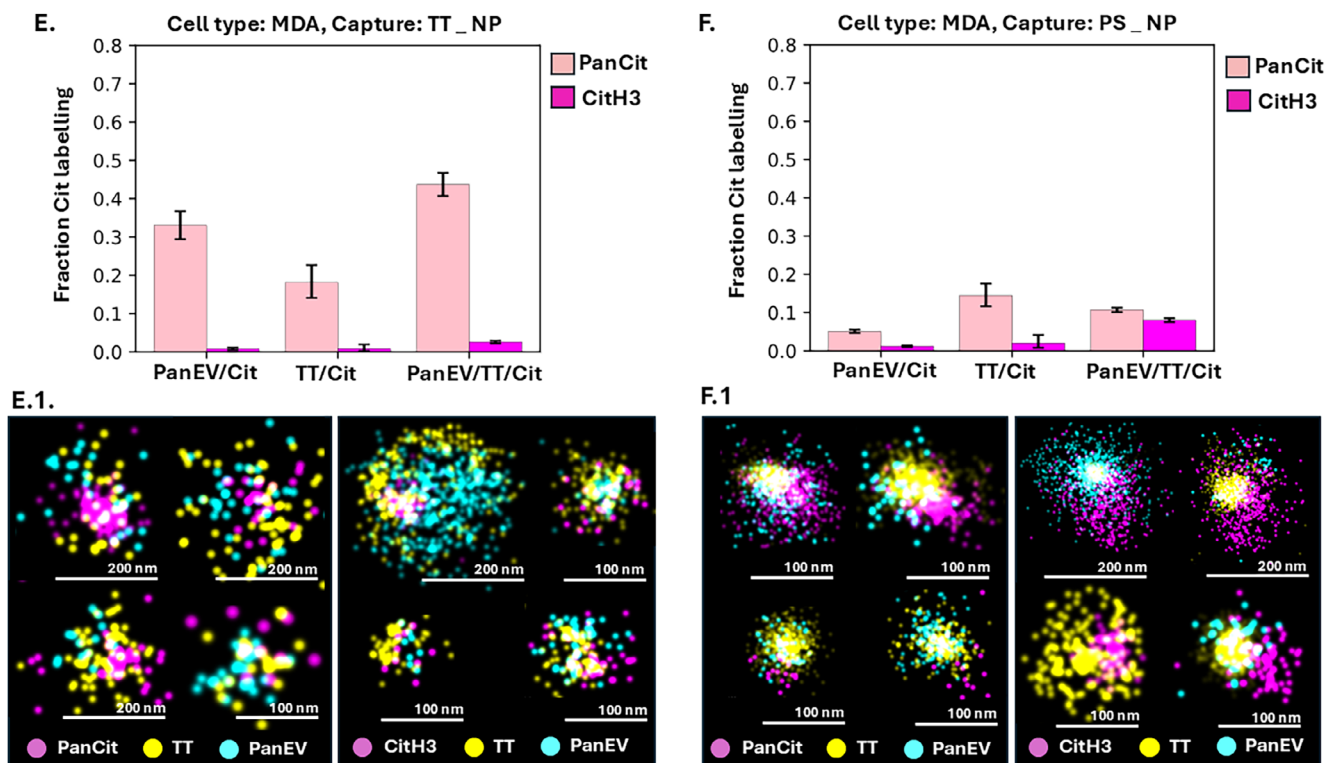 E.
Cell type: MDA, Capture: TT _ NP
0.8
0.7
0.6
0.5
0.4
0.3
0.2
0.1
0.0
Fraction Cit labelling
PanCit
CitH3
PanEV/Cit TT/Cit PanEV/TT/Cit
F.
Cell type: MDA, Capture: PS _ NP
0.8
0.7
0.6
0.5
0.4
0.3
0.2
0.1
0.0
Fraction Cit labelling
PanCit
CitH3
PanEV/Cit TT/Cit PanEV/TT/Cit
E.1.
200 nm 200 nm 200 nm 100 nm
200 nm 100 nm 100 nm 100 nm
PanCit TT PanEV CitH3 TT PanEV
F.1
100 nm 100 nm 200 nm 200 nm
100 nm 100 nm 100 nm 100 nm
PanCit TT PanEV CitH3 TT PanEV